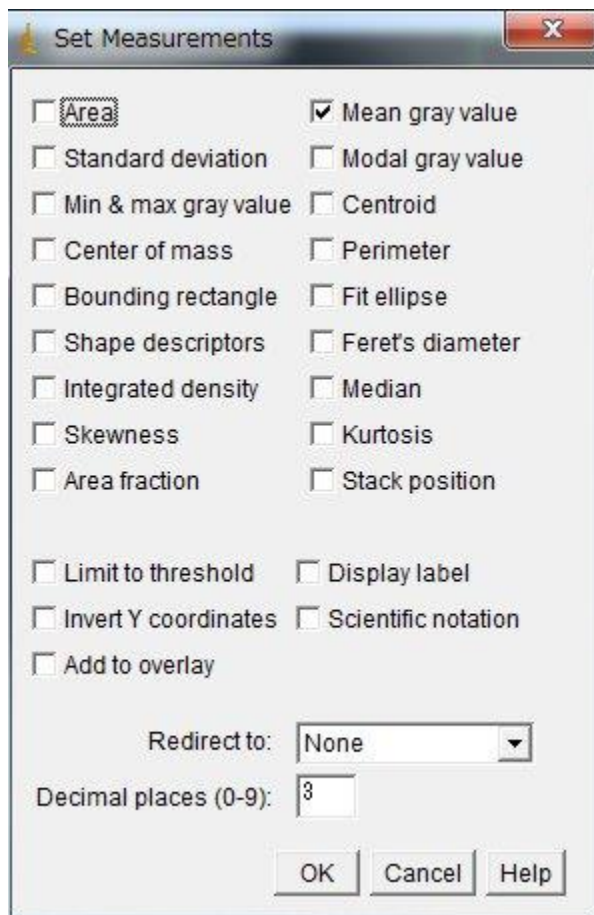 Set Measurements
Area Mean gray value
Standard deviation Modal gray value
Min & max gray value Centroid
Center of mass Perimeter
Bounding rectangle Fit ellipse
Shape descriptors Feret's diameter
Integrated density Median
Skewness Kurtosis
Area fraction Stack position
Limit to threshold Display label
Invert Y coordinates Scientific notation
Add to overlay
Redirect to: None
Decimal places (0-9): 3
OK Cancel Help